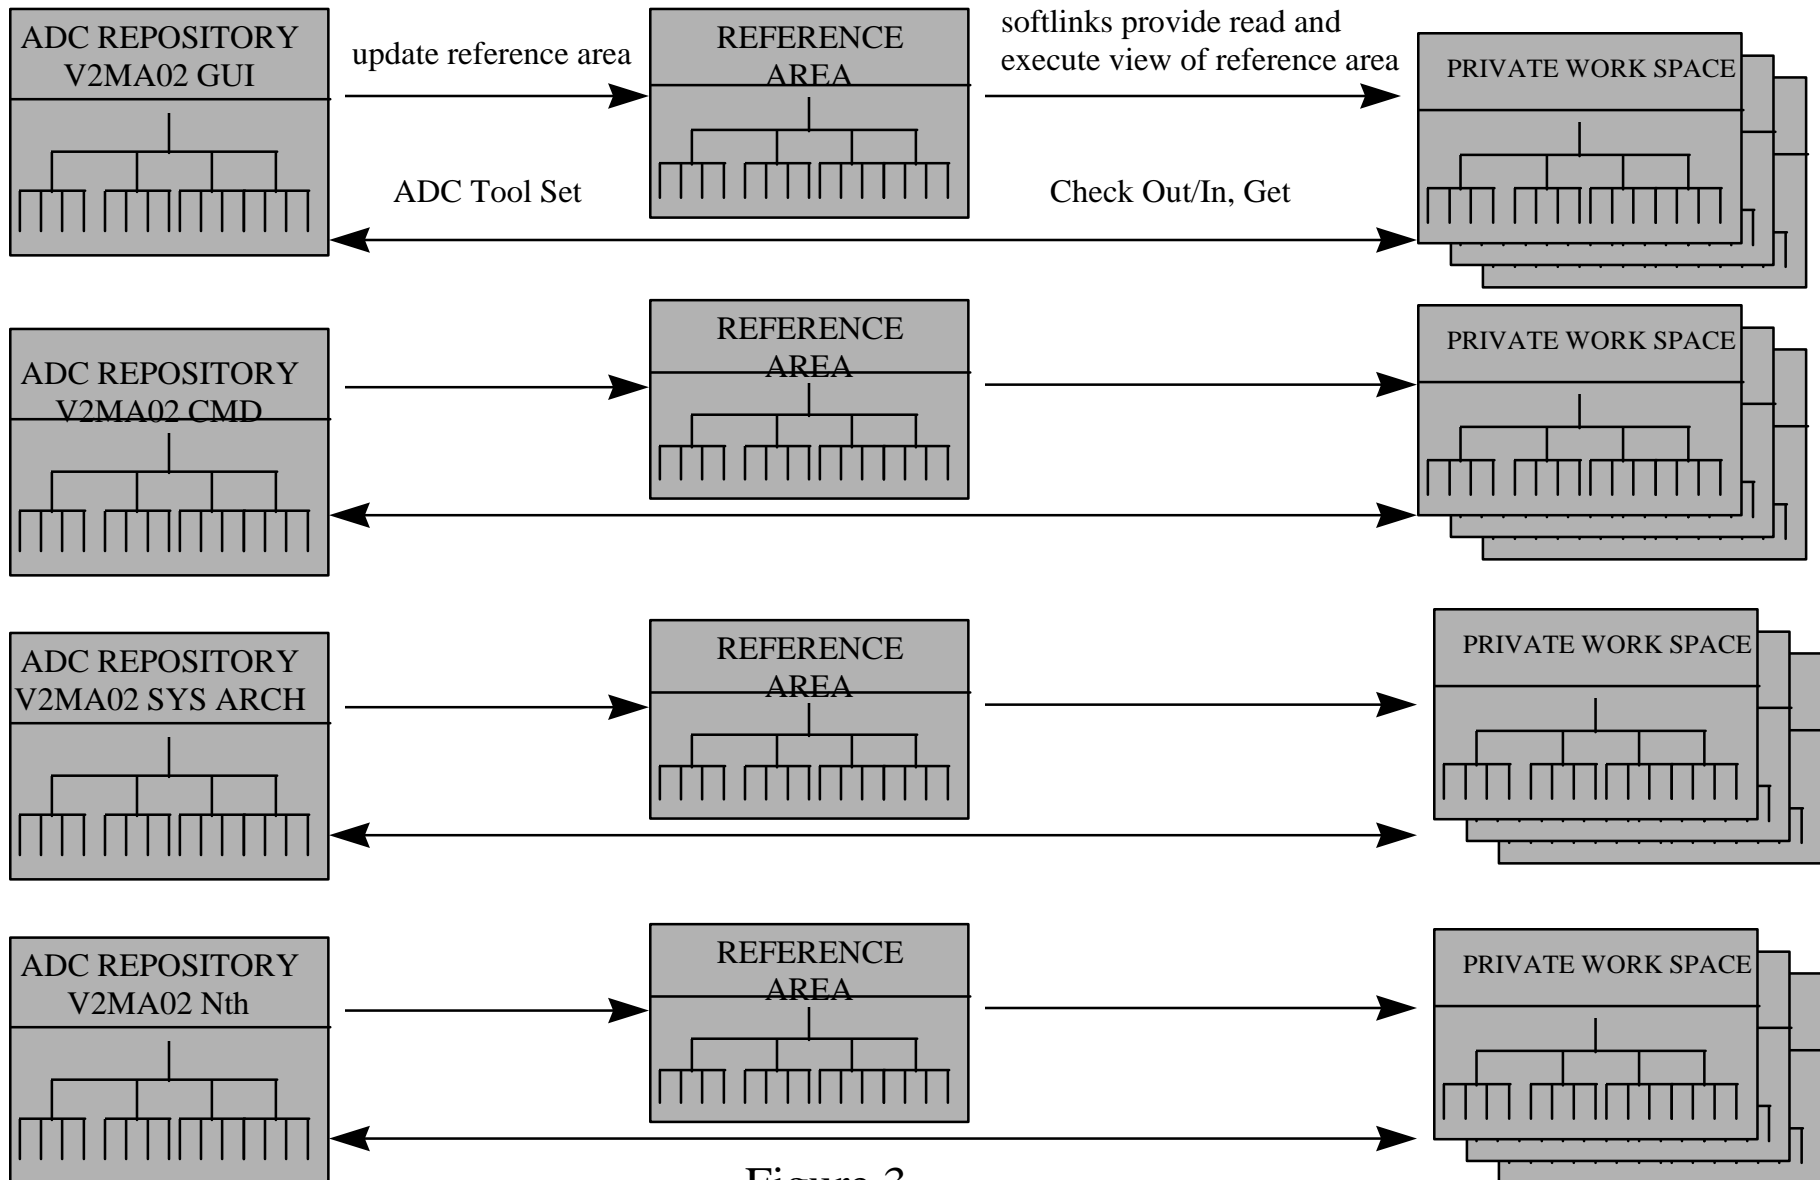 ADC REPOSITORY
V2MA02 GUI
update reference area
REFERENCE
AREA
softlinks provide read and
execute view of reference area
PRIVATE WORK SPACE
ADC Tool Set
Check Out/In, Get
ADC REPOSITORY
V2MA02 CMD
REFERENCE
AREA
PRIVATE WORK SPACE
ADC REPOSITORY
V2MA02 SYS ARCH
REFERENCE
AREA
PRIVATE WORK SPACE
ADC REPOSITORY
V2MA02 Nth
REFERENCE
AREA
PRIVATE WORK SPACE
Figure 3